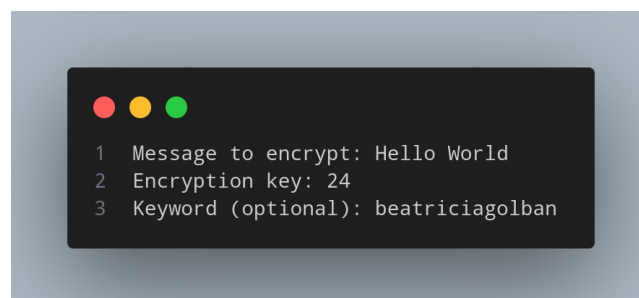 1 Message to encrypt: Hello World
2 Encryption key: 24
3 Keyword (optional): beatriciagolban